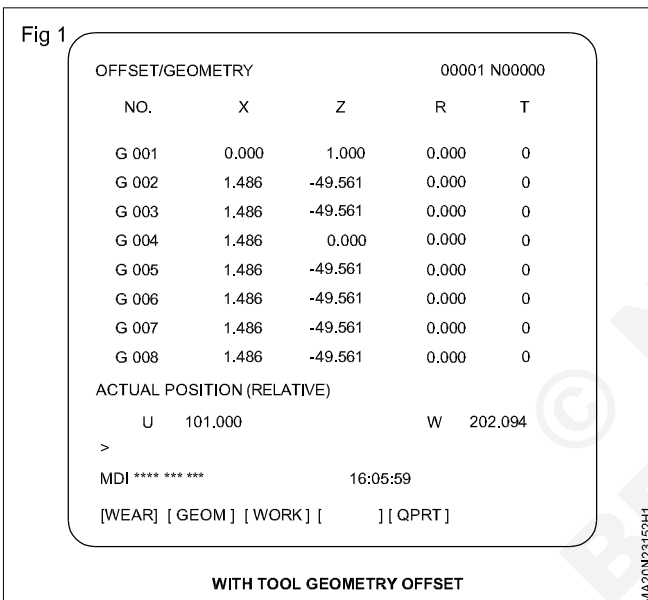 Fig 1
OFFSET/GEOMETRY 00001 N00000
NO. X Z R T
G 001 0.000 1.000 0.000 0
G 002 1.486 -49.561 0.000 0
G 003 1.486 -49.561 0.000 0
G 004 1.486 0.000 0.000 0
G 005 1.486 -49.561 0.000 0
G 006 1.486 -49.561 0.000 0
G 007 1.486 -49.561 0.000 0
G 008 1.486 -49.561 0.000 0
ACTUAL POSITION (RELATIVE)
U 101.000 W 202.094
>
MDI **** *** *** 16:05:59
[WEAR] [ GEOM ] [ WORK ] [ ] [ QPRT ]
WITH TOOL GEOMETRY OFFSET
MA20N23152H1